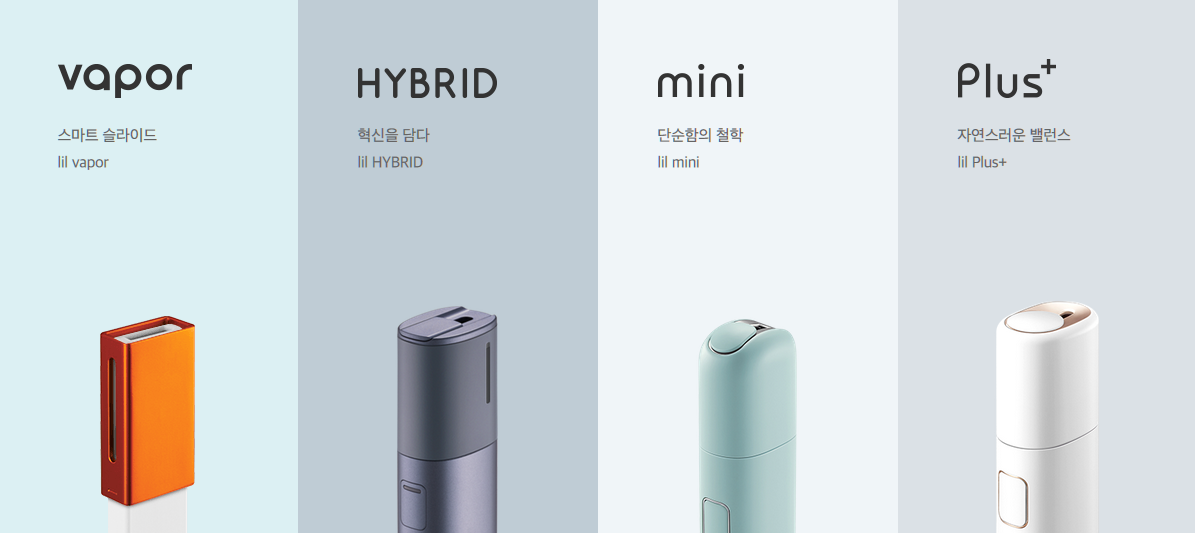 vapor
스마트 슬라이드
lil vapor
HYBRID
혁신을 담다
lil HYBRID
mini
단순함의 철학
lil mini
Plus+
자연스러운 밸런스
lil Plus+